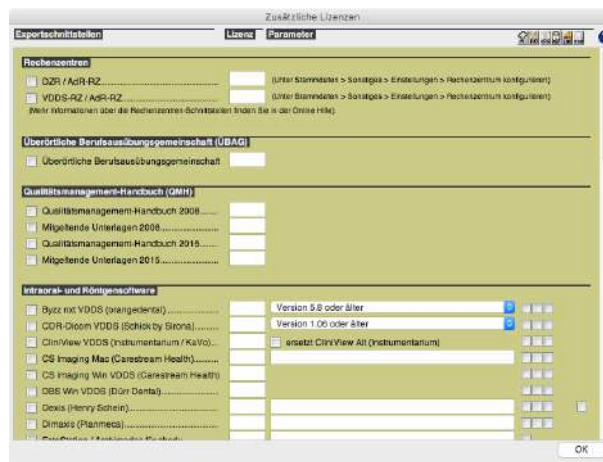 Zusätzliche Lizenzen
Exportschnittstellen Lizenz Parameter
Rechenzentren
DZR / AdR-RZ (Unter Stammdaten > Sonstiges > Einstellungen > Rechenzentrum konfigurieren)
VDDS-RZ / AdR-RZ (Unter Stammdaten > Sonstiges > Einstellungen > Rechenzentrum konfigurieren)
(Mehr Informationen über die Rechenzentren-Schnittstellen finden Sie in der Online Hilfe).
Überörtliche Berufsausübungsgemeinschaft (ÜBAG)
Überörtliche Berufsausübungsgemeinschaft
Qualitätsmanagement-Handbuch (QMH)
Qualitätsmanagement-Handbuch 2008
Mitgeltende Unterlagen 2008
Qualitätsmanagement-Handbuch 2015
Mitgeltende Unterlagen 2015
Intraoral- und Röntgensoftware
Byzz nxt VDDS (orangedental) Version 5.8 oder älter
CDR-Dicom VDDS (Schick by Sirona) Version 1.06 oder älter
CliniView VDDS (Instrumentarium / KaVo) ersetzt CliniView Alt (Instrumentarium)
CS Imaging Mac (Carestream Health)
CS Imaging Win VDDS (Carestream Health)
DBS Win VDDS (Dürr Dental)
Dexis (Henry Schein)
Dimaxis (Planmeca)
OK